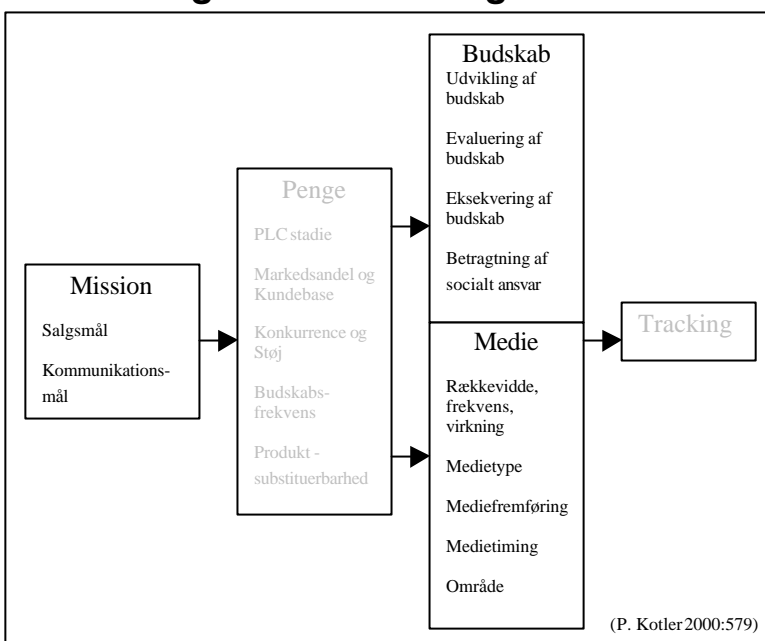 Mission
Salgsmål
Kommunikations-
mål
Penge
PLC stadie
Markedsandel og
Kundebase
Konkurrence og
Støj
Budskabs-
frekvens
Produkt -
substituerbarhed
Budskab
Udvikling af
budskab
Evaluering af
budskab
Eksekvering af
budskab
Betragtning af
socialt ansvar
Medie
Rækkevidde,
frekvens,
virkning
Medietype
Mediefremføring
Medietiming
Område
Tracking
(P. Kotler 2000:579)